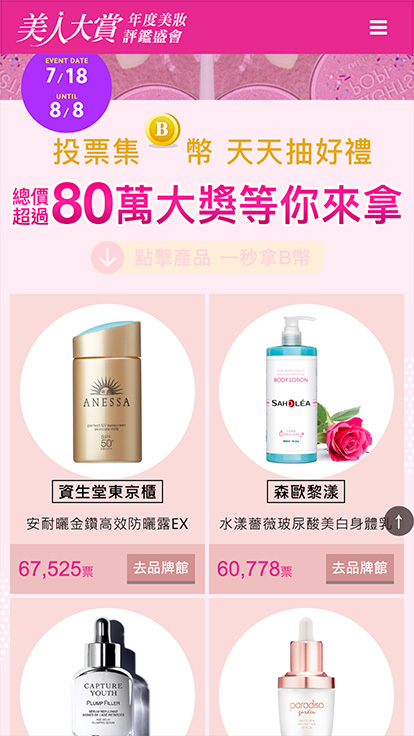 美人大賞 年度美妝
評鑑盛會
EVENT DATE
7/18
UNTIL
8/8
投票集 B 幣 天天抽好禮
總價
超過 80萬大獎等你來拿
點擊產品 一秒拿B幣
ANESSA
50+
BODY LOTION
SAHOLÉA
資生堂東京櫃
森歐黎漾
安耐曬金鑽高效防曬露EX
水漾薔薇玻尿酸美白身體乳
67,525票
去品牌館
60,778票
去品牌館
CAPTURE
YOUTH
PLUMP FILLER
paradiso
garden